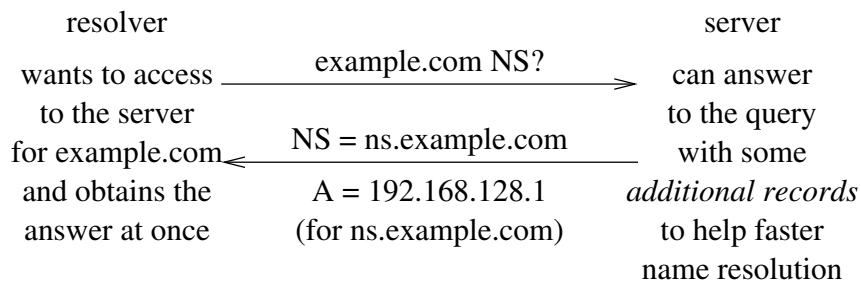 resolver
wants to access
to the server
for example.com
and obtains the
answer at once
example.com NS?
NS = ns.example.com
A = 192.168.128.1
(for ns.example.com)
server
can answer
to the query
with some
additional records
to help faster
name resolution